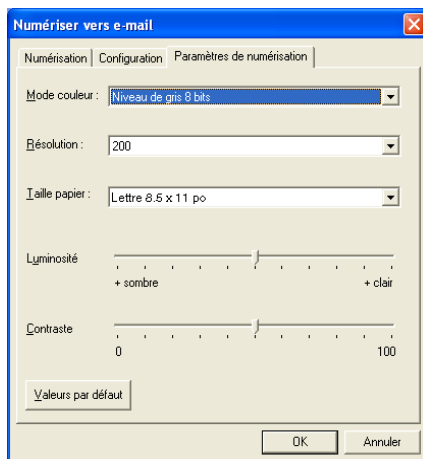 Numériser vers e-mail
Numérisation Configuration Paramètres de numérisation
Mode couleur : Niveau de gris 8 bits
Résolution : 200
Taille papier : Lettre 8.5 x 11 po
Luminosité
+ sombre + clair
Contraste
0 100
Valeurs par défaut
OK Annuler